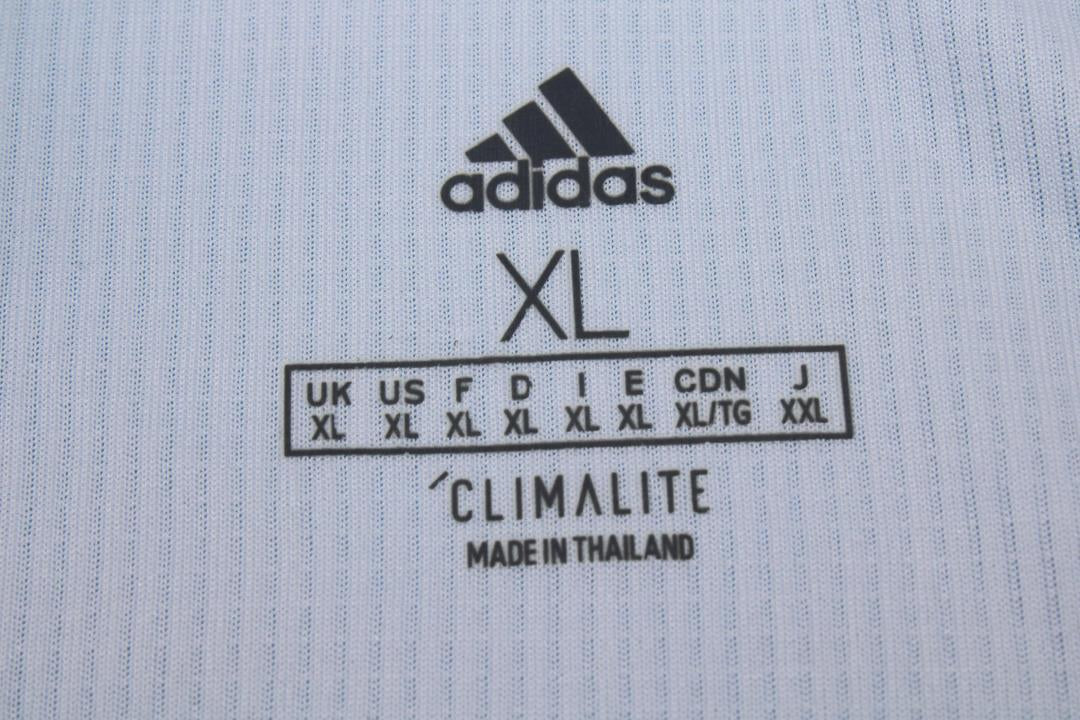 adidas
XL
UK US F D I E CDN J
XL XL XL XL XL XL XL/TG XXL
CLIMALITE
MADE IN THAILAND